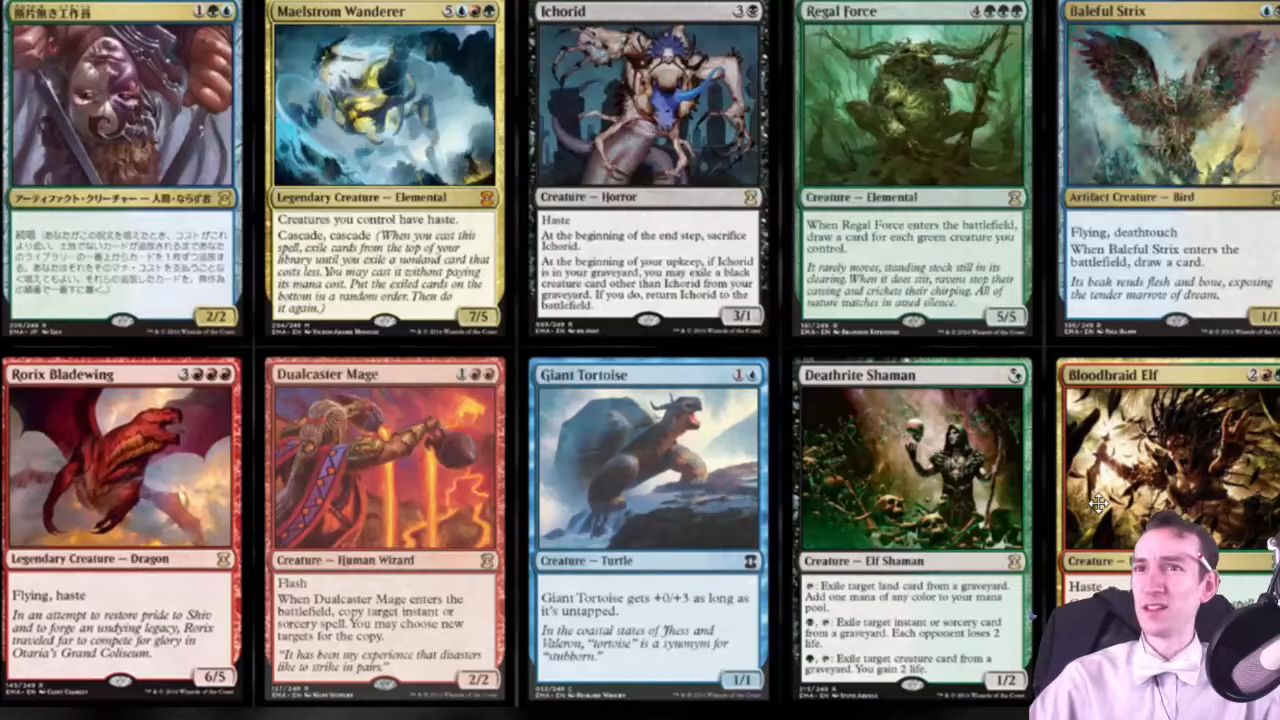 Maelstrom Wanderer 5
Legendary Creature — Elemental
Creatures you control have haste.
Cascade, cascade (When you cast this
spell, exile cards from the top of your
library until you exile a nonland card that
costs less. You may cast it without paying
its mana cost. Put the exiled cards on the
bottom in a random order. Then do
it again.)
7/5
Ichorid 3
Creature — Horror
Haste
At the beginning of the end step, sacrifice
Ichorid.
At the beginning of your upkeep, if Ichorid
is in your graveyard, you may exile a black
creature card other than Ichorid from your
graveyard. If you do, return Ichorid to the
battlefield.
3/1
Regal Force 4
Creature — Elemental
When Regal Force enters the battlefield,
draw a card for each green creature you
control.
It rarely moves, standing stock still in its
clearing. When it does stir, ravens stop their
cawing and crickets their chirping. All of
nature watches in awed silence.
5/5
Baleful Strix
Artifact Creature — Bird
Flying, deathtouch
When Baleful Strix enters the
battlefield, draw a card.
Its beak rends flesh and bone, exposing
the tender marrow of dream.
1/1
1
アーティファクト・クリーチャー — 人間・ならず者
2/2
Rorix Bladewing 3
Legendary Creature — Dragon
Flying, haste
In an attempt to restore pride to Shiv
and to forge an undying legacy, Rorix
traveled far to compete for glory in
Otaria's Grand Coliseum.
6/5
Dualcaster Mage 1
Creature — Human Wizard
Flash
When Dualcaster Mage enters the
battlefield, copy target instant or
sorcery spell. You may choose new
targets for the copy.
"It has been my experience that disasters
like to strike in pairs."
2/2
Giant Tortoise 1
Creature — Turtle
Giant Tortoise gets +0/+3 as long as
it's untapped.
In the coastal states of Jhess and
Valeron, "tortoise" is a synonym for
"stubborn."
1/1
Deathrite Shaman
Creature — Elf Shaman
: Exile target land card from a graveyard.
Add one mana of any color to your mana
pool.
, : Exile target instant or sorcery card
from a graveyard. Each opponent loses 2
life.
, : Exile target creature card from a
graveyard. You gain 2 life.
1/2
Bloodbraid Elf 2
Creature —
Haste